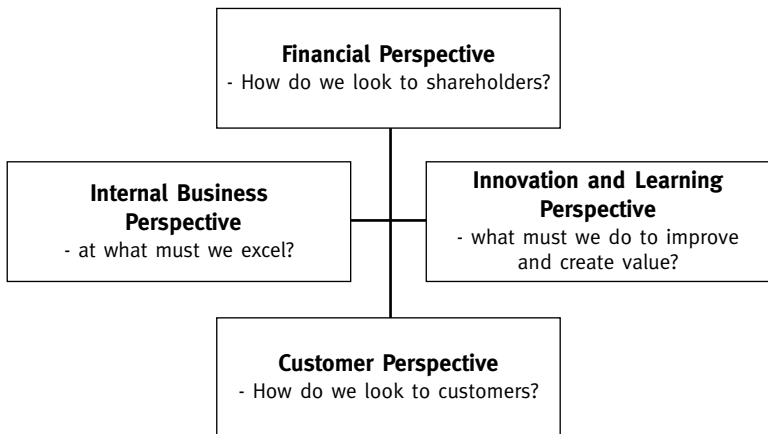 Financial Perspective
- How do we look to shareholders?
Internal Business
Perspective
- at what must we excel?
Innovation and Learning
Perspective
- what must we do to improve
and create value?
Customer Perspective
- How do we look to customers?